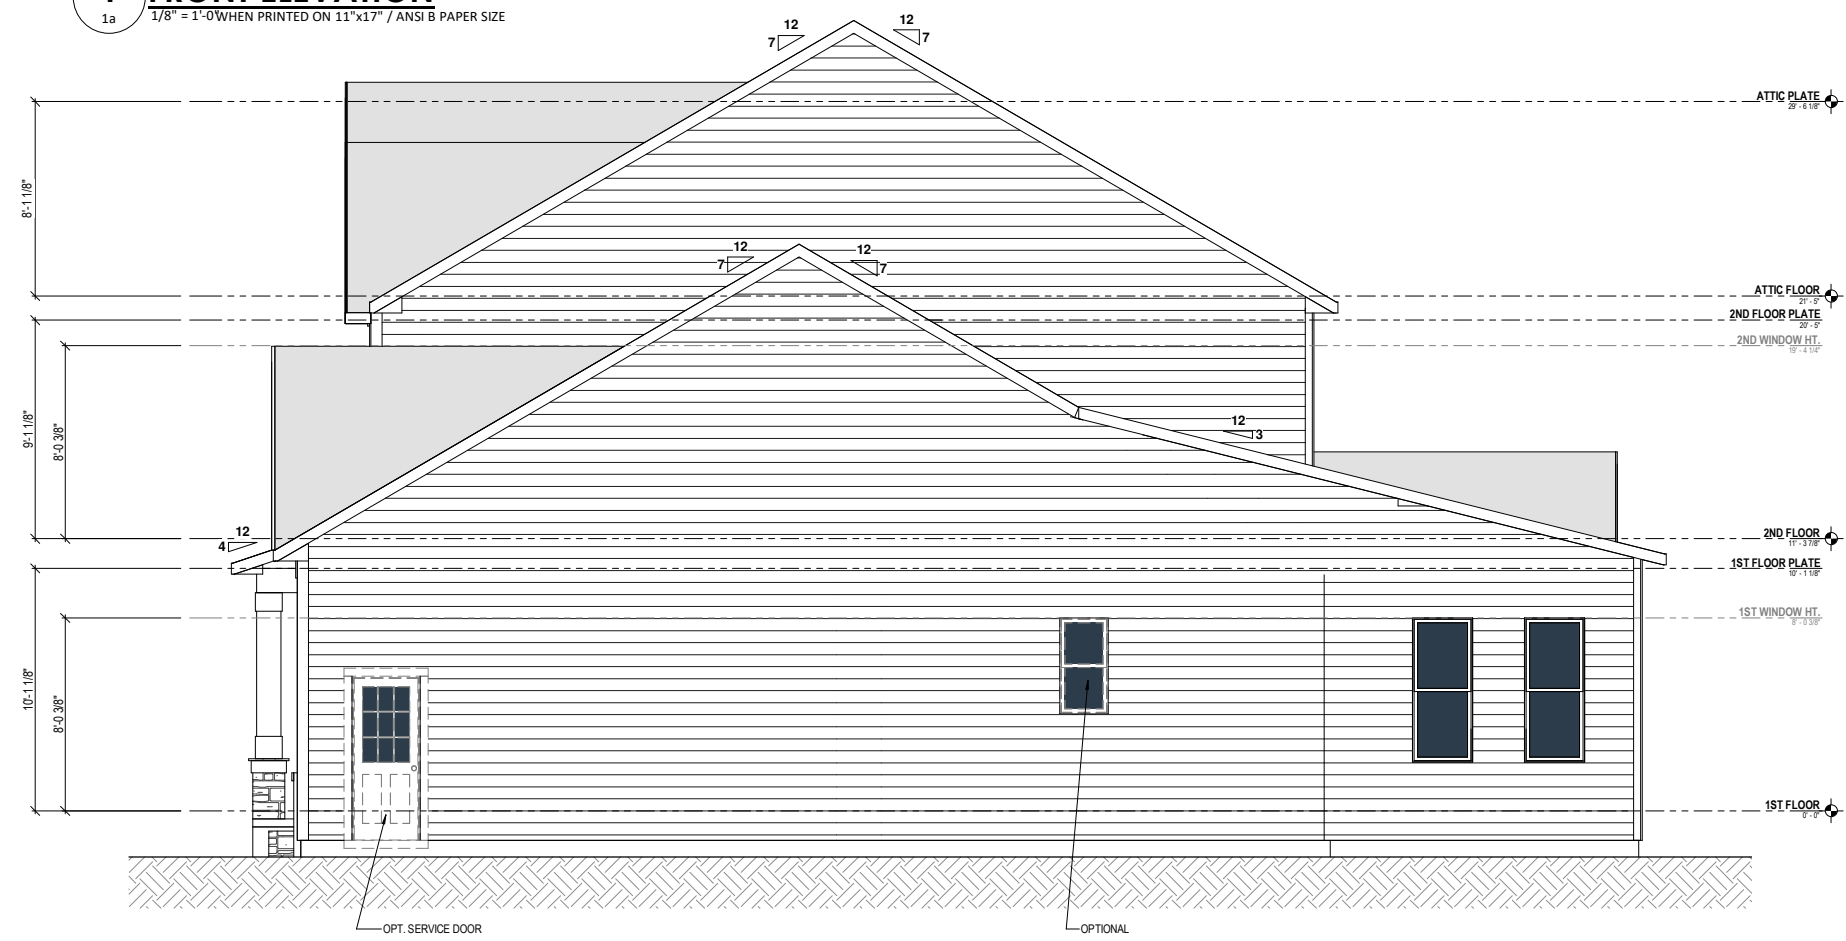 FRONT ELEVATION
1a
1/8" = 1'-0" WHEN PRINTED ON 11"x17" / ANSI B PAPER SIZE
12
7
12
7
ATTIC PLATE
29' - 6 1/8"
8'-1 1/8"
12
7
12
7
ATTIC FLOOR
21' - 5"
2ND FLOOR PLATE
20' - 5"
2ND WINDOW HT.
19' - 4 1/4"
9'-1 1/8"
8'-0 3/8"
12
3
12
4
2ND FLOOR
11' - 3 7/8"
1ST FLOOR PLATE
10' - 1 1/8"
1ST WINDOW HT.
8' - 0 3/8"
10'-1 1/8"
8'-0 3/8"
1ST FLOOR
0' - 0"
OPT. SERVICE DOOR
OPTIONAL